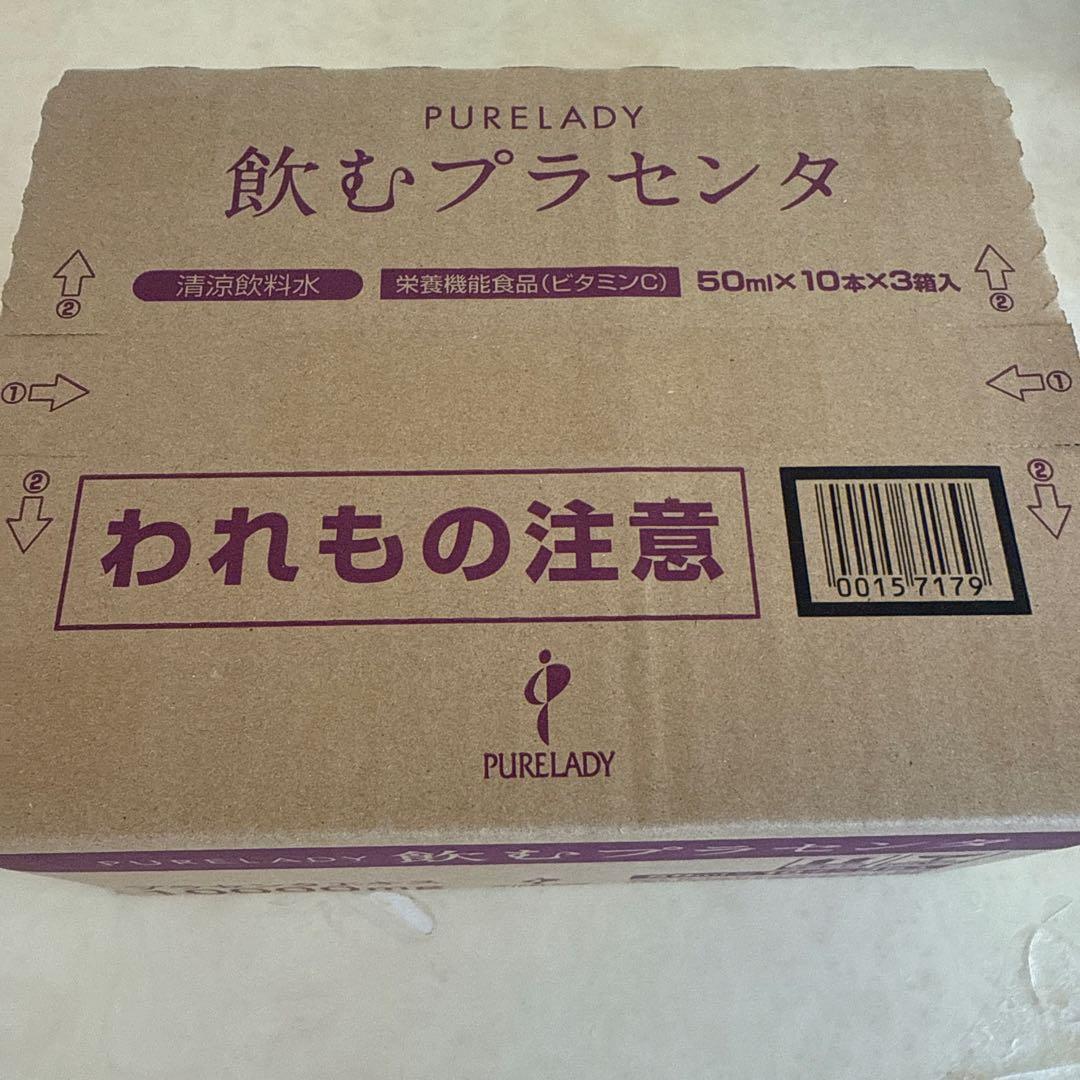 PURELADY
飲むプラセンタ
清涼飲料水 栄養機能食品(ビタミンC) 50ml×10本×3箱入
② ②
① ①
② ②
われもの注意
00157179
PURELADY
PURELADY 飲むプラセンタ